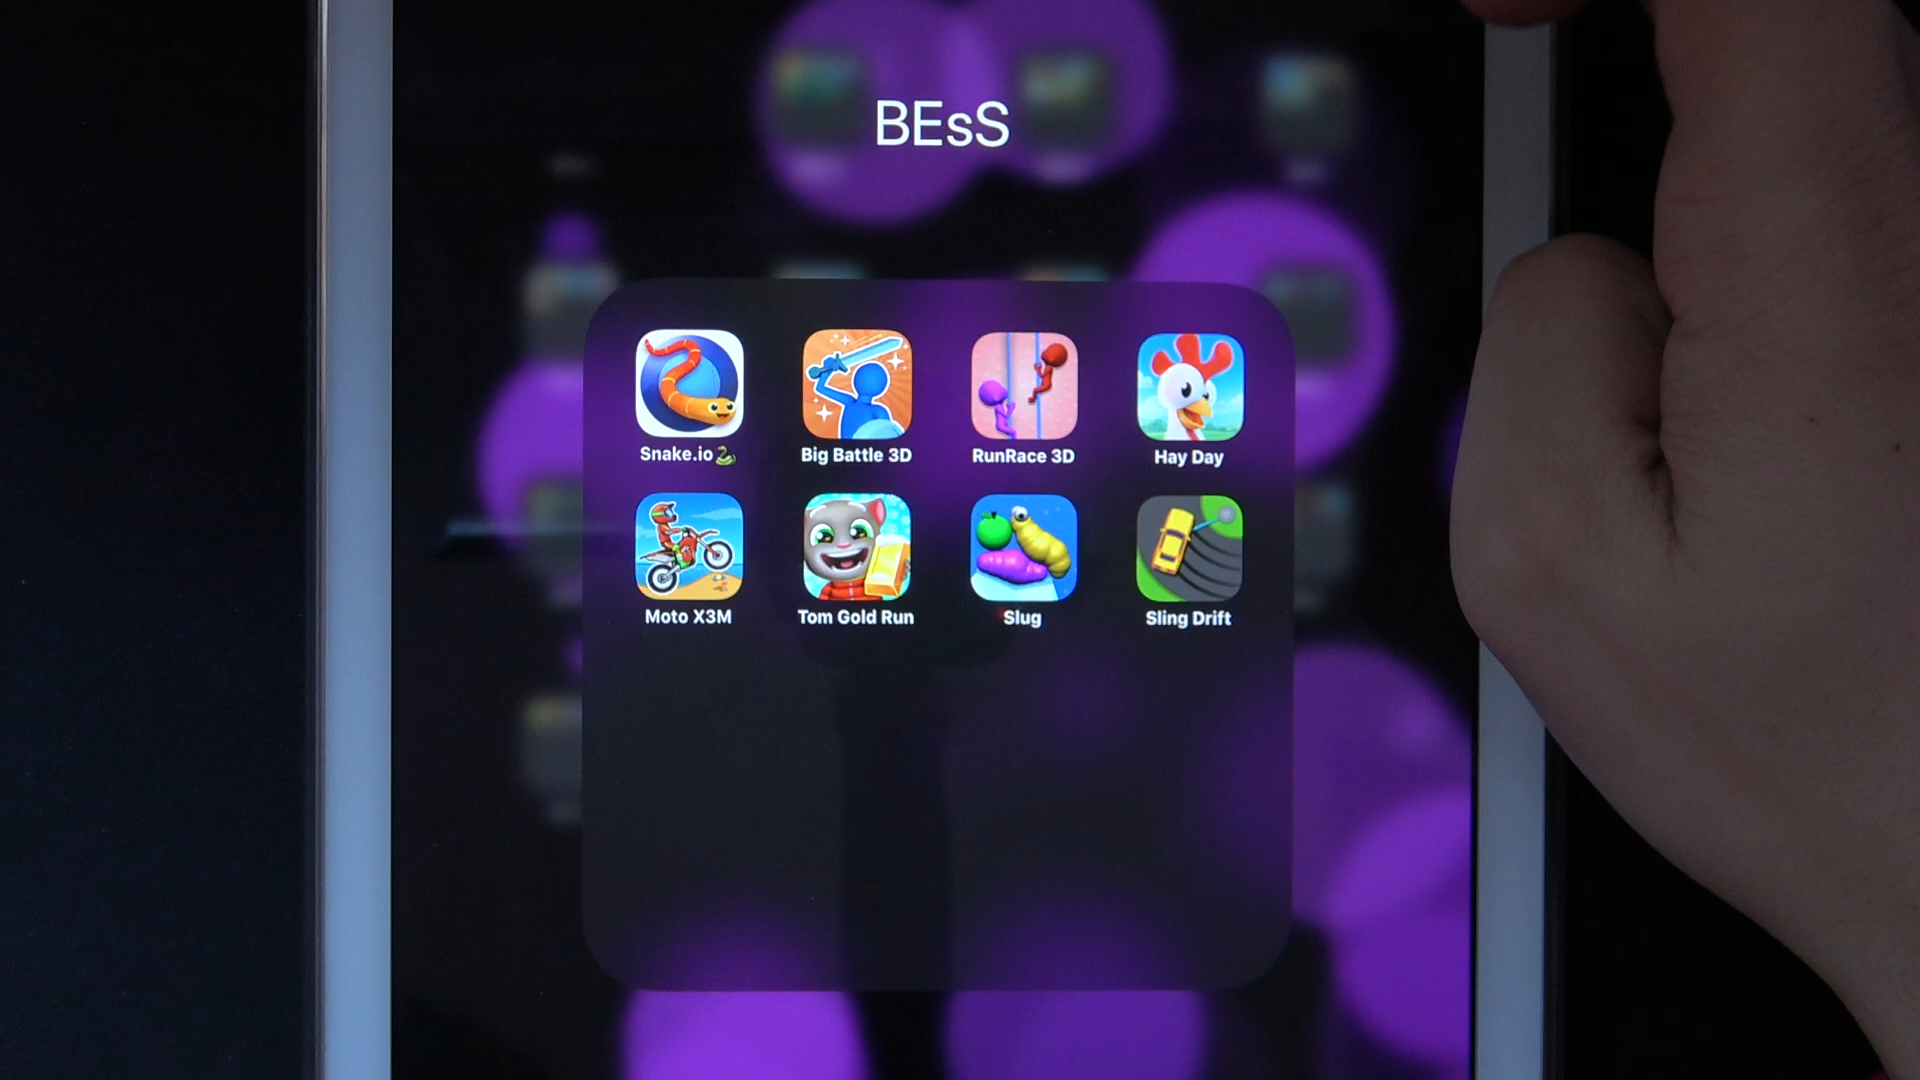 BEsS
Snake.io🐍 Big Battle 3D RunRace 3D Hay Day
Moto X3M Tom Gold Run Slug Sling Drift